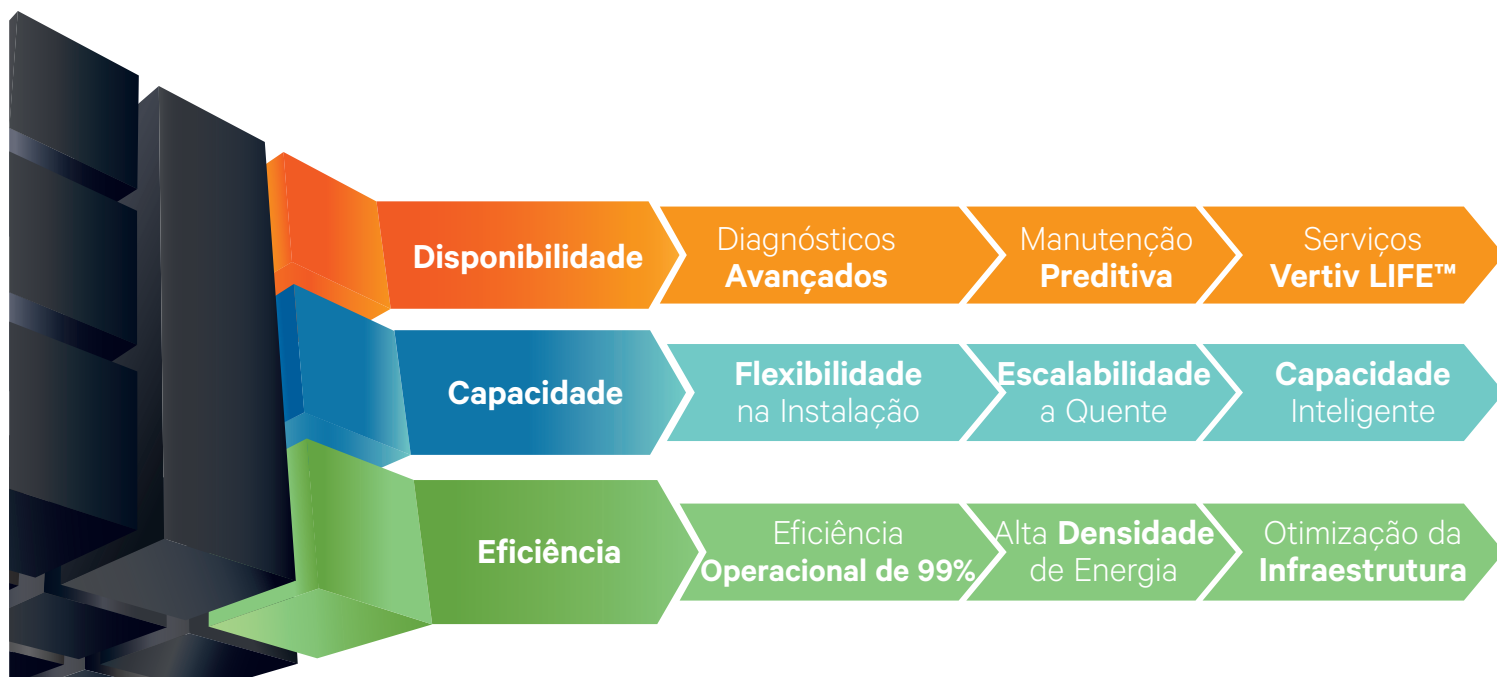 Disponibilidade
Diagnósticos
Avançados
Manutenção
Preditiva
Serviços
Vertiv LIFE™
Capacidade
Flexibilidade
na Instalação
Escalabilidade
a Quente
Capacidade
Inteligente
Eficiência
Eficiência
Operacional de 99%
Alta Densidade
de Energia
Otimização da
Infraestrutura